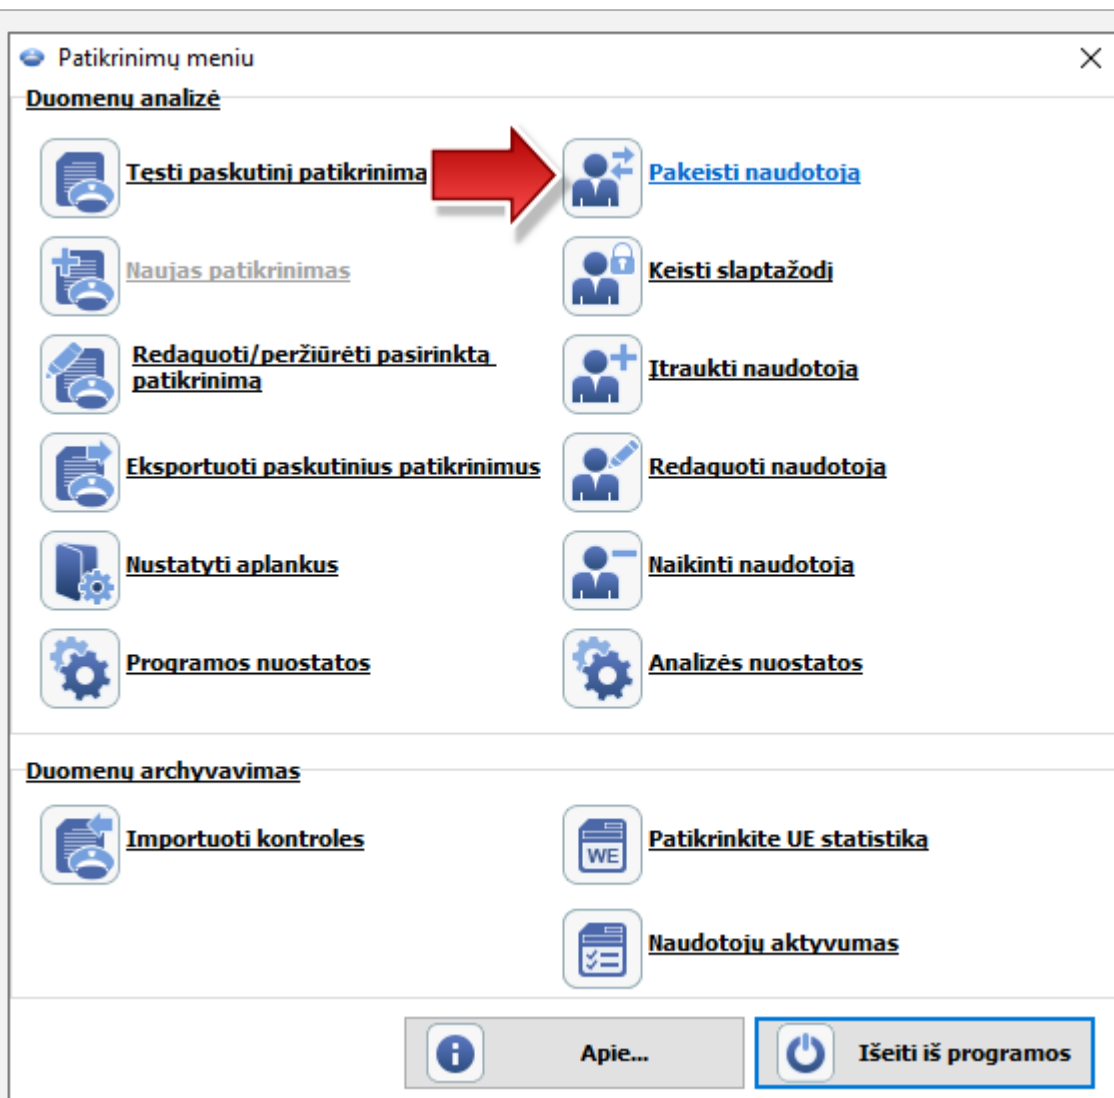 Patikrinimų meniu
Duomenų analizė
Tęsti paskutinį patikrinimą
Pakeisti naudotoją
Naujas patikrinimas
Keisti slaptažodį
Redaguoti/peržiūrėti pasirinktą
patikrinimą
Įtraukti naudotoją
Eksportuoti paskutinius patikrinimus
Redaguoti naudotoją
Nustatyti aplankus
Naikinti naudotoją
Programos nuostatos
Analizės nuostatos
Duomenų archyvavimas
Importuoti kontroles
WE
Patikrinkite UE statistiką
Naudotojų aktyvumas
Apie...
Išeiti iš programos